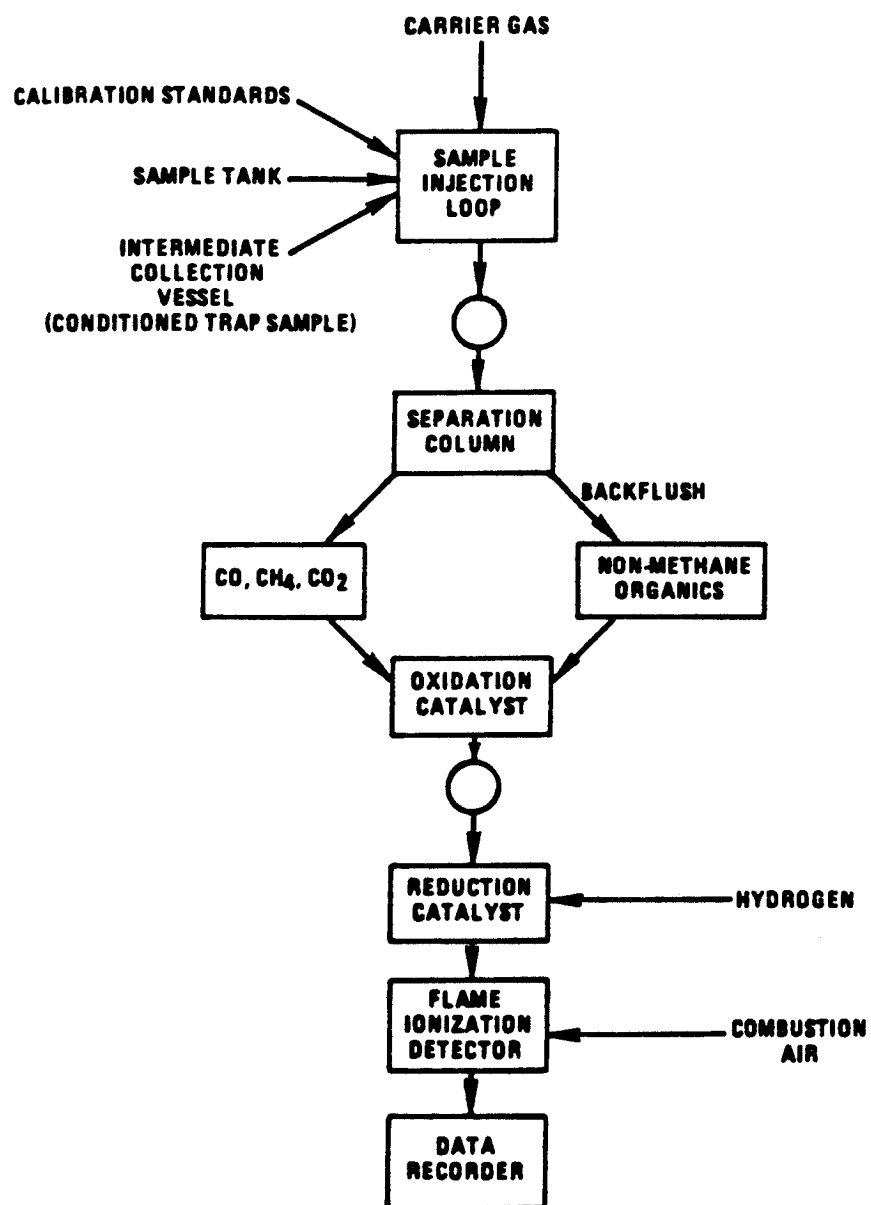 CARRIER GAS
CALIBRATION STANDARDS
SAMPLE
INJECTION
LOOP
SAMPLE TANK
INTERMEDIATE
COLLECTION
VESSEL
(CONDITIONED TRAP SAMPLE)
SEPARATION
COLUMN
BACKFLUSH
CO, CH4, CO2
NON-METHANE
ORGANICS
OXIDATION
CATALYST
REDUCTION
CATALYST
HYDROGEN
FLAME
IONIZATION
DETECTOR
COMBUSTION
AIR
DATA
RECORDER